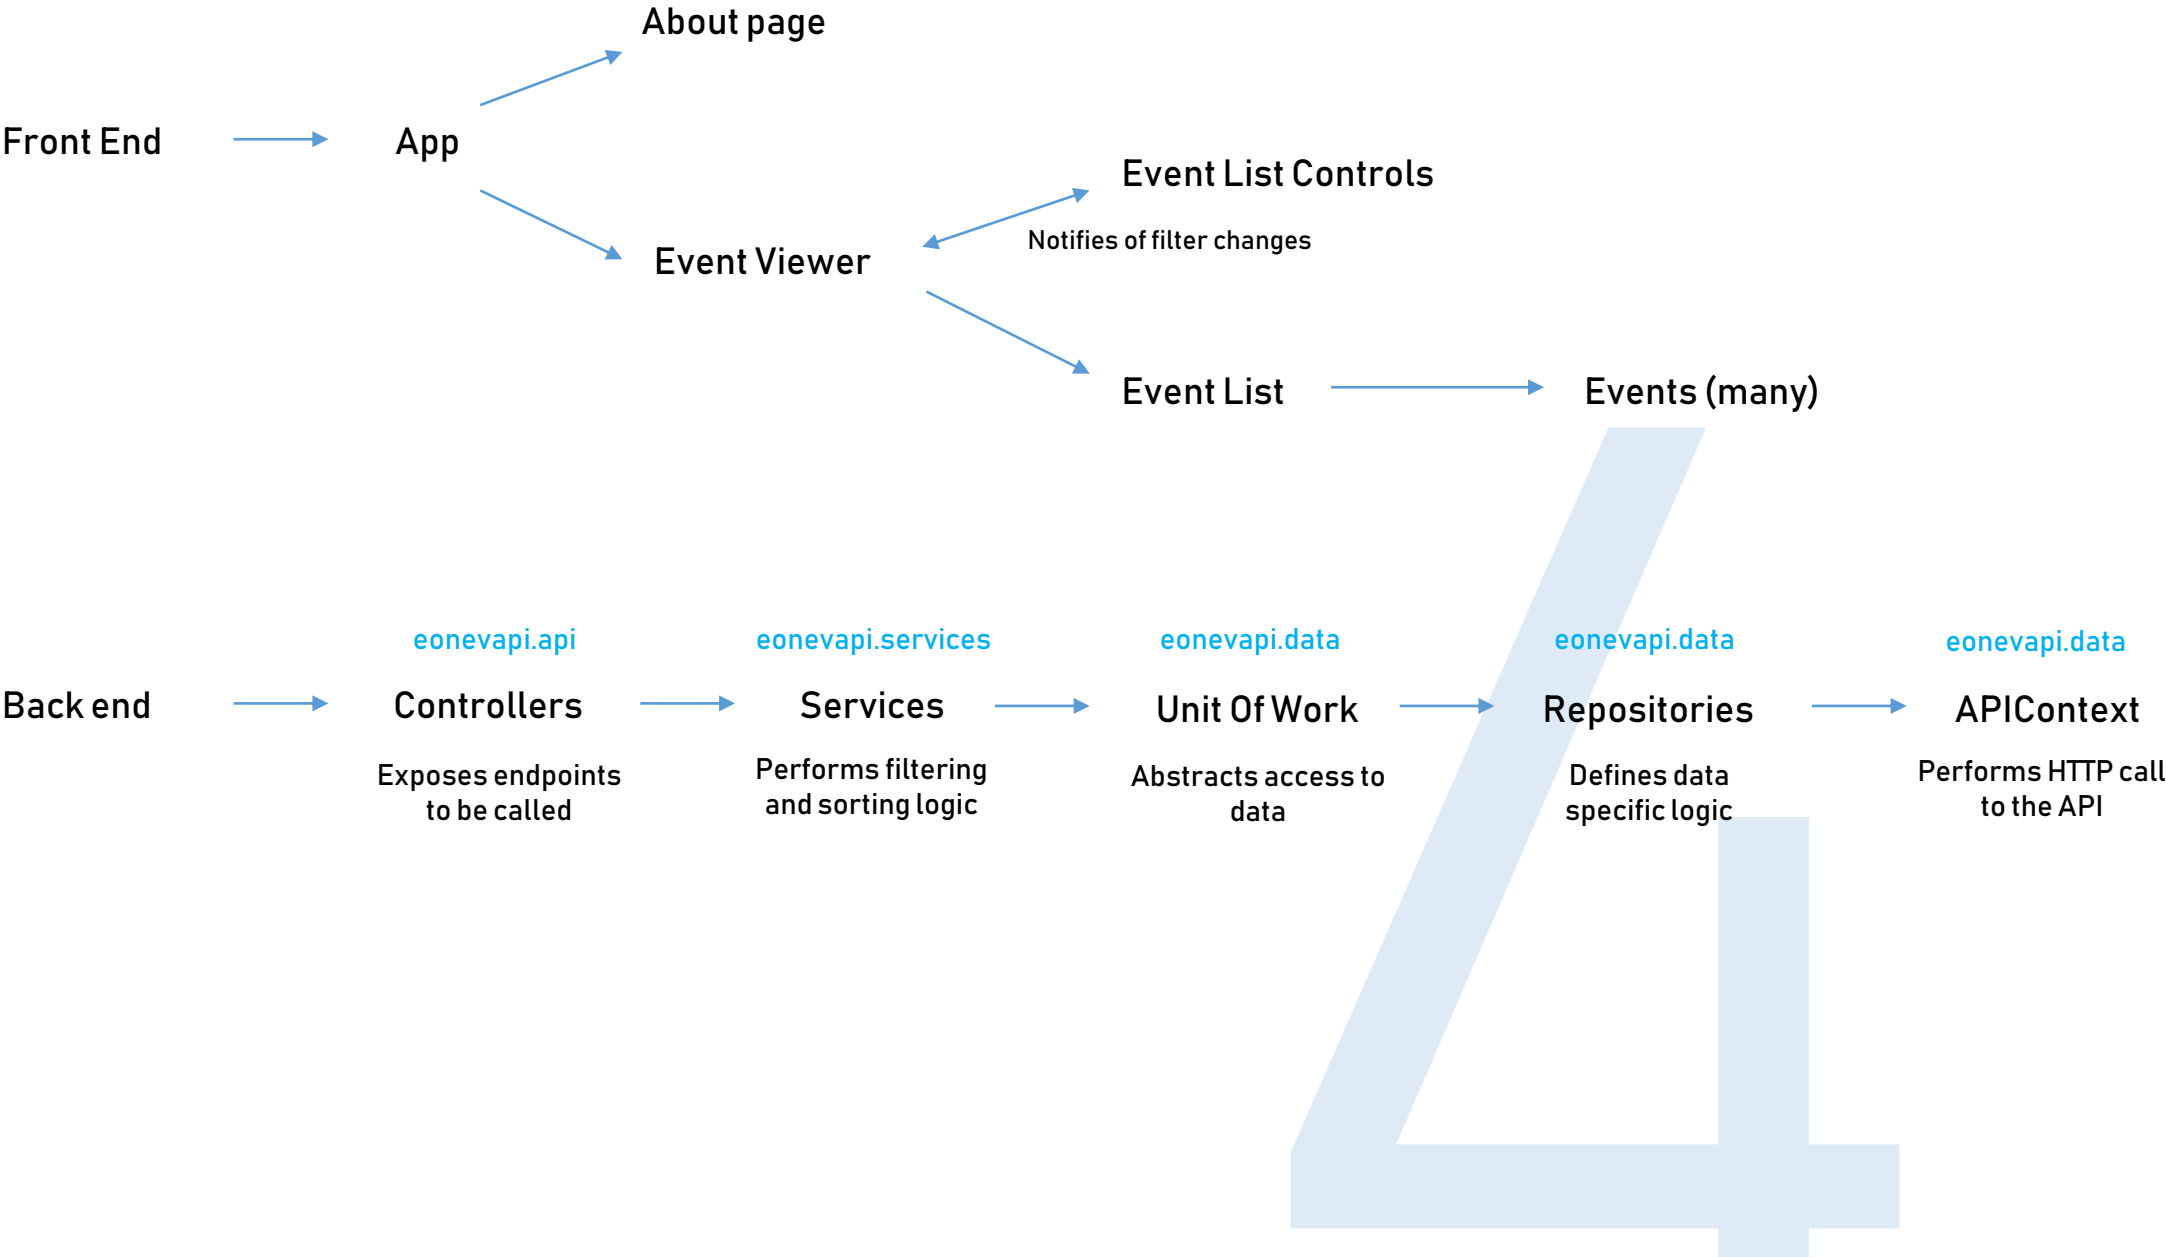 About page
Front End
App
Event List Controls
Notifies of filter changes
Event Viewer
Event List
Events (many)
eonevapi.api
eonevapi.services
eonevapi.data
eonevapi.data
eonevapi.data
Back end
Controllers
Services
Unit Of Work
Repositories
APIContext
Exposes endpoints
to be called
Performs filtering
and sorting logic
Abstracts access to
data
Defines data
specific logic
Performs HTTP call
to the API
4